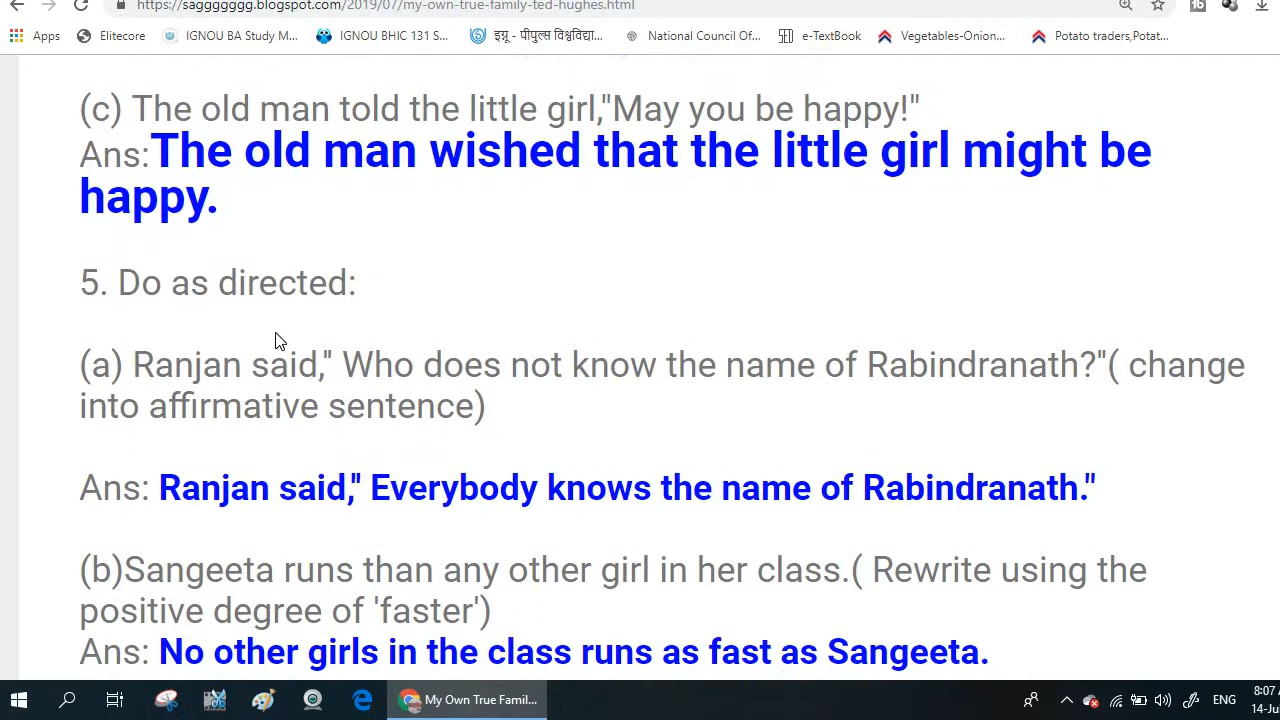 https://saggggggg.blogspot.com/2019/07/my-own-true-family-ted-hughes.html
Apps Elitecore IGNOU BA Study M... IGNOU BHIC 131 S... इग्नू - पीपुल्स विश्वविद्या... National Council Of... e-TextBook Vegetables-Onion... Potato traders,Potat...
(c) The old man told the little girl,"May you be happy!"
Ans:The old man wished that the little girl might be
happy.
5. Do as directed:
(a) Ranjan said," Who does not know the name of Rabindranath?"( change
into affirmative sentence)
Ans: Ranjan said," Everybody knows the name of Rabindranath."
(b)Sangeeta runs than any other girl in her class.( Rewrite using the
positive degree of 'faster')
Ans: No other girls in the class runs as fast as Sangeeta.
My Own True Famil... ENG 8:07
14-Ju